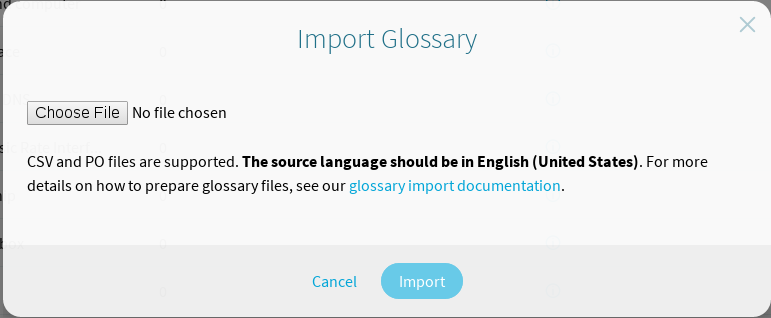 Import Glossary
Choose File No file chosen
CSV and PO files are supported. The source language should be in English (United States). For more
details on how to prepare glossary files, see our glossary import documentation.
Cancel Import